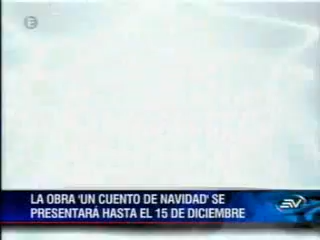 E
LA OBRA 'UN CUENTO DE NAVIDAD' SE
PRESENTARÁ HASTA EL 15 DE DICIEMBRE